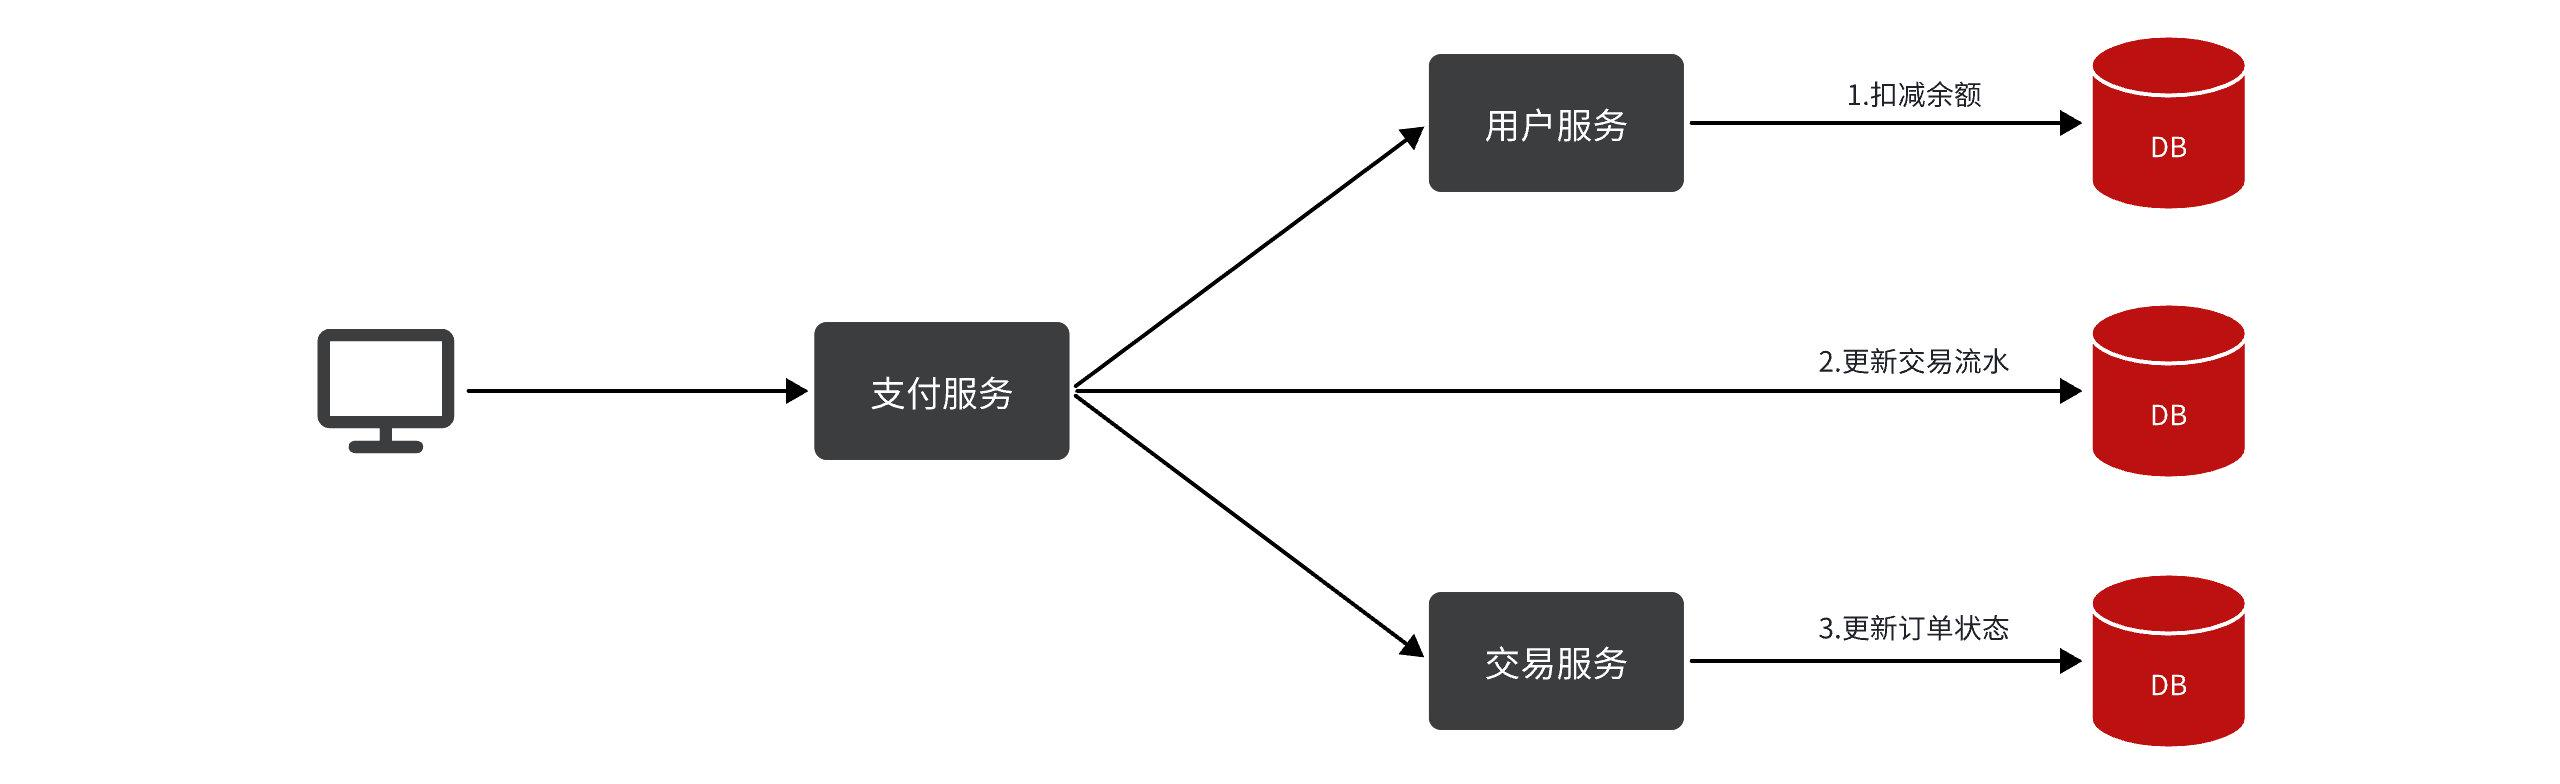 用户服务
1.扣减余额
DB
支付服务
2.更新交易流水
DB
交易服务
3.更新订单状态
DB